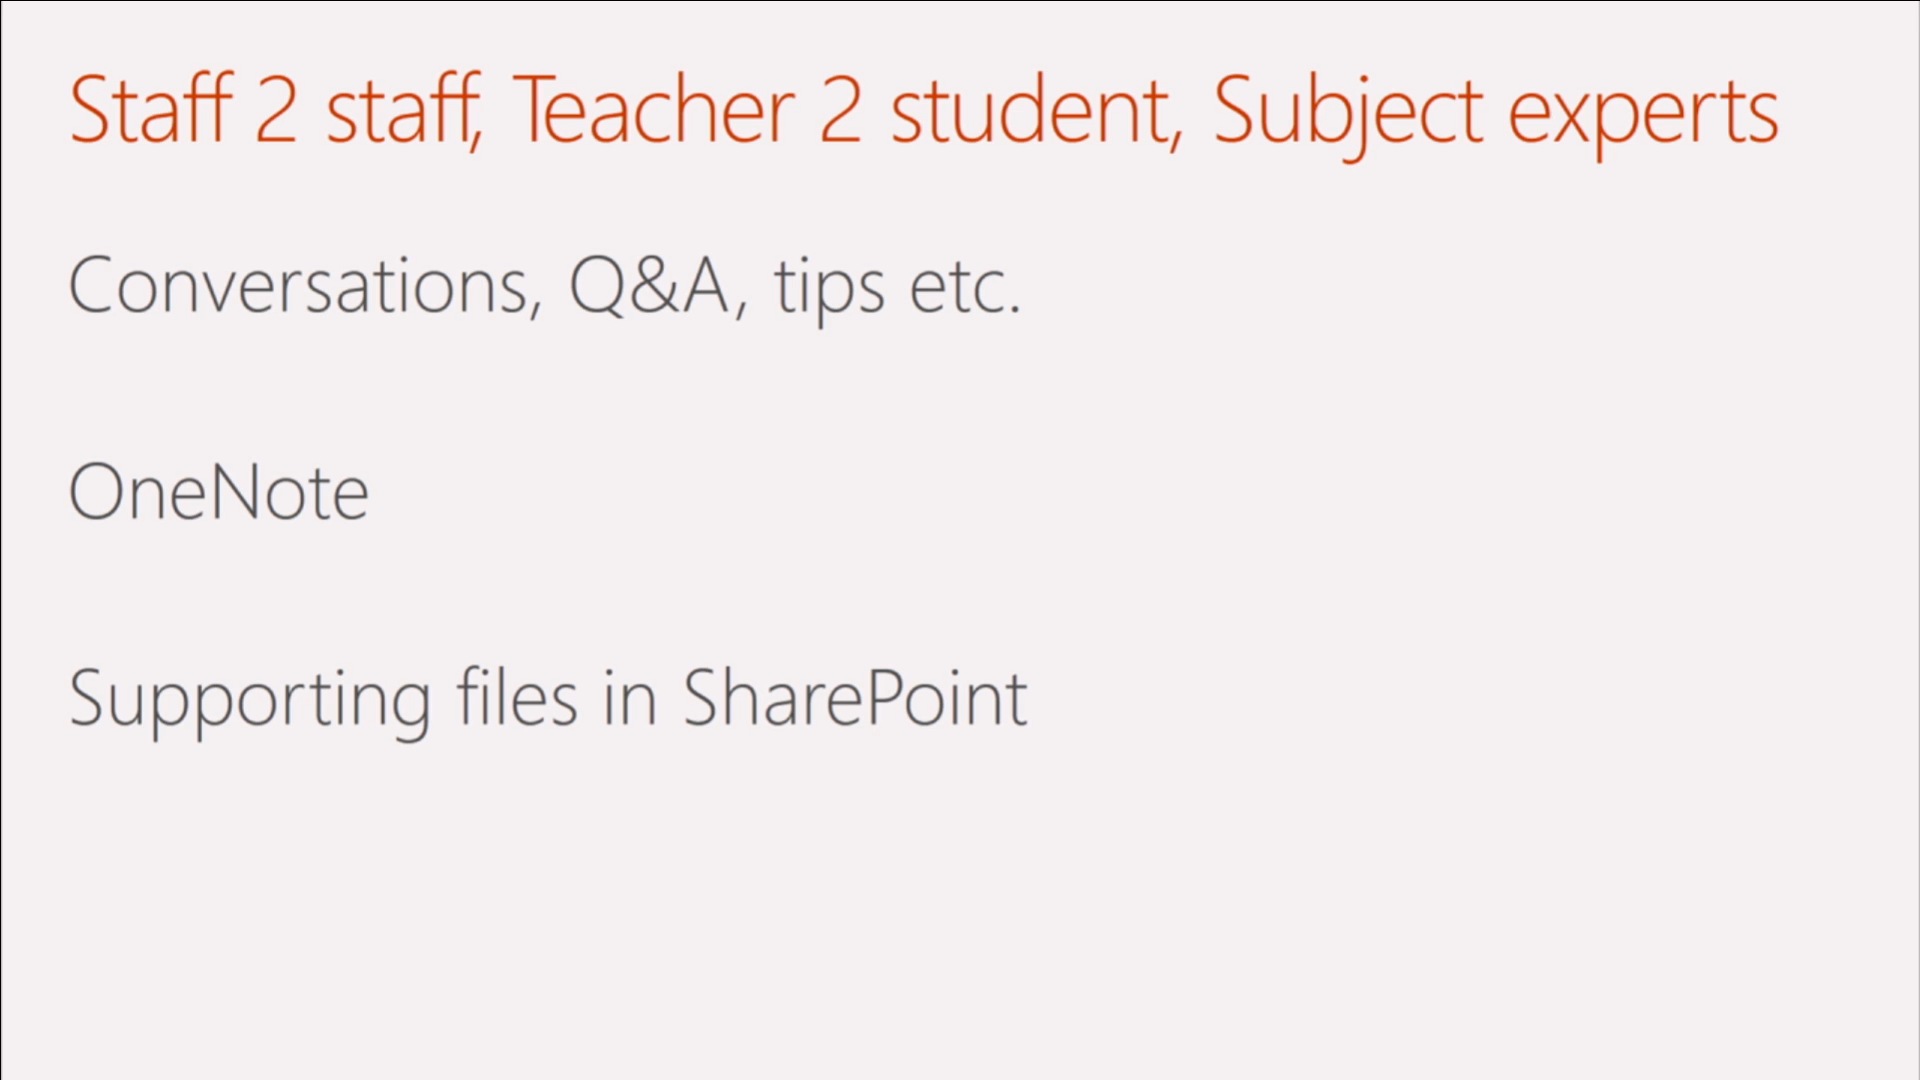 Staff 2 staff, Teacher 2 student, Subject experts
Conversations, Q&A, tips etc.
OneNote
Supporting files in SharePoint